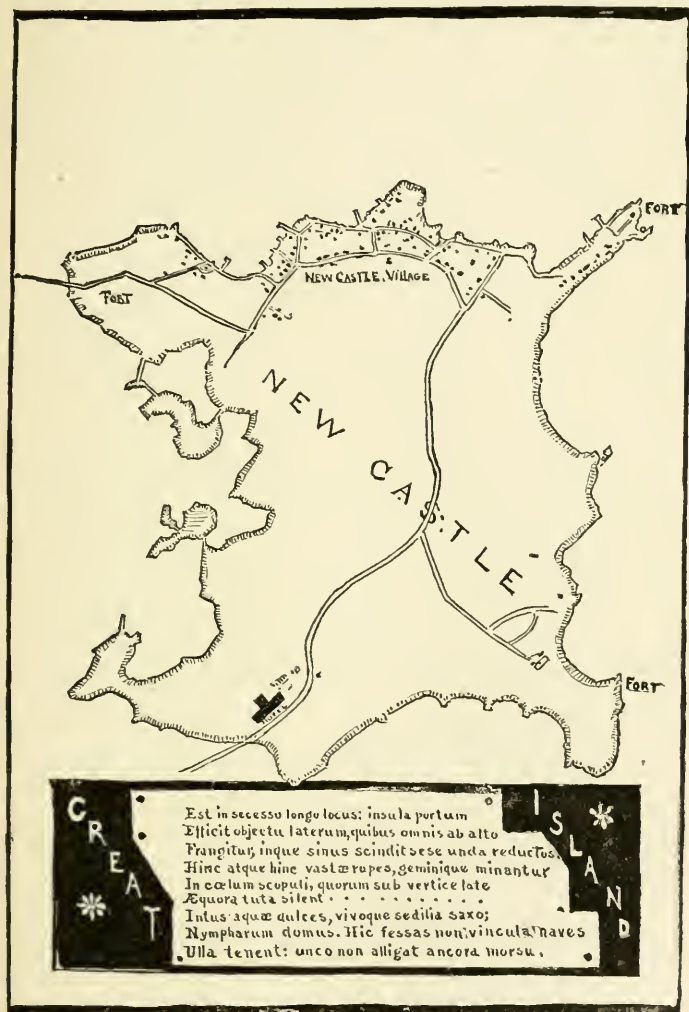 FORT
NEW CASTLE. VILLAGE
FORT
NEW CASTLE
FORT
HOTEL
GREAT
ISLAND
Est in secessu longo locus: insula portum
Efficit objectu laterum, quibus omnis ab alto
Frangitur, inque sinus scindit sese unda reductos.
Hinc atque hinc vastæ rupes, geminique minantur
In cœlum scopuli, quorum sub vertice late
Æquora tuta silent . . . . . . . . . .
Intus aquæ dulces, vivoque sedilia saxo;
Nympharum domus. Hic fessas non vincula naves
Ulla tenent: unco non alligat ancora morsu.